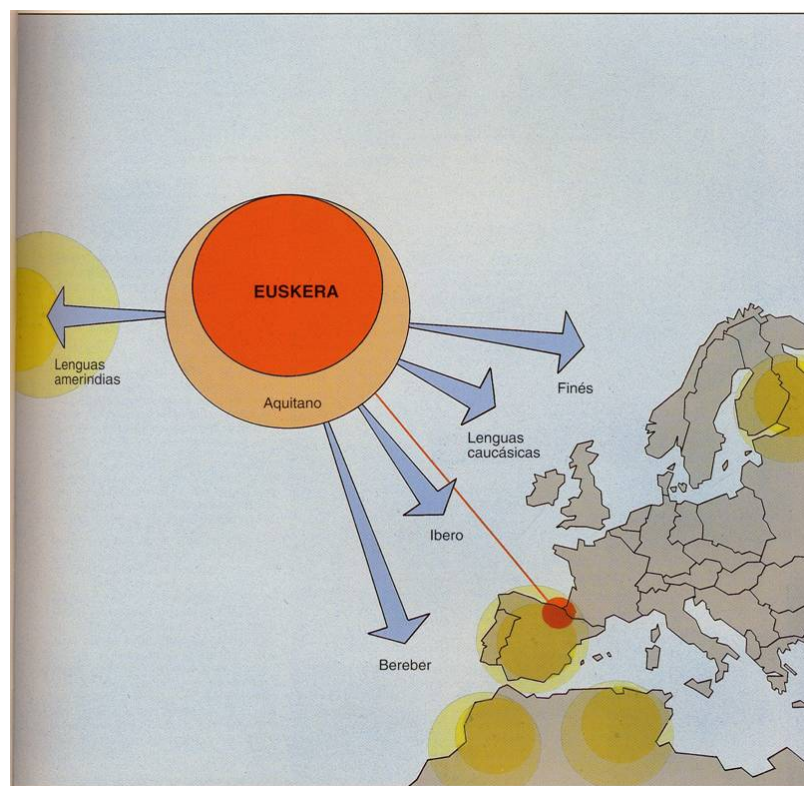 EUSKERA
Aquitano
Lenguas
amerindias
Finés
Lenguas
caucásicas
Ibero
Bereber